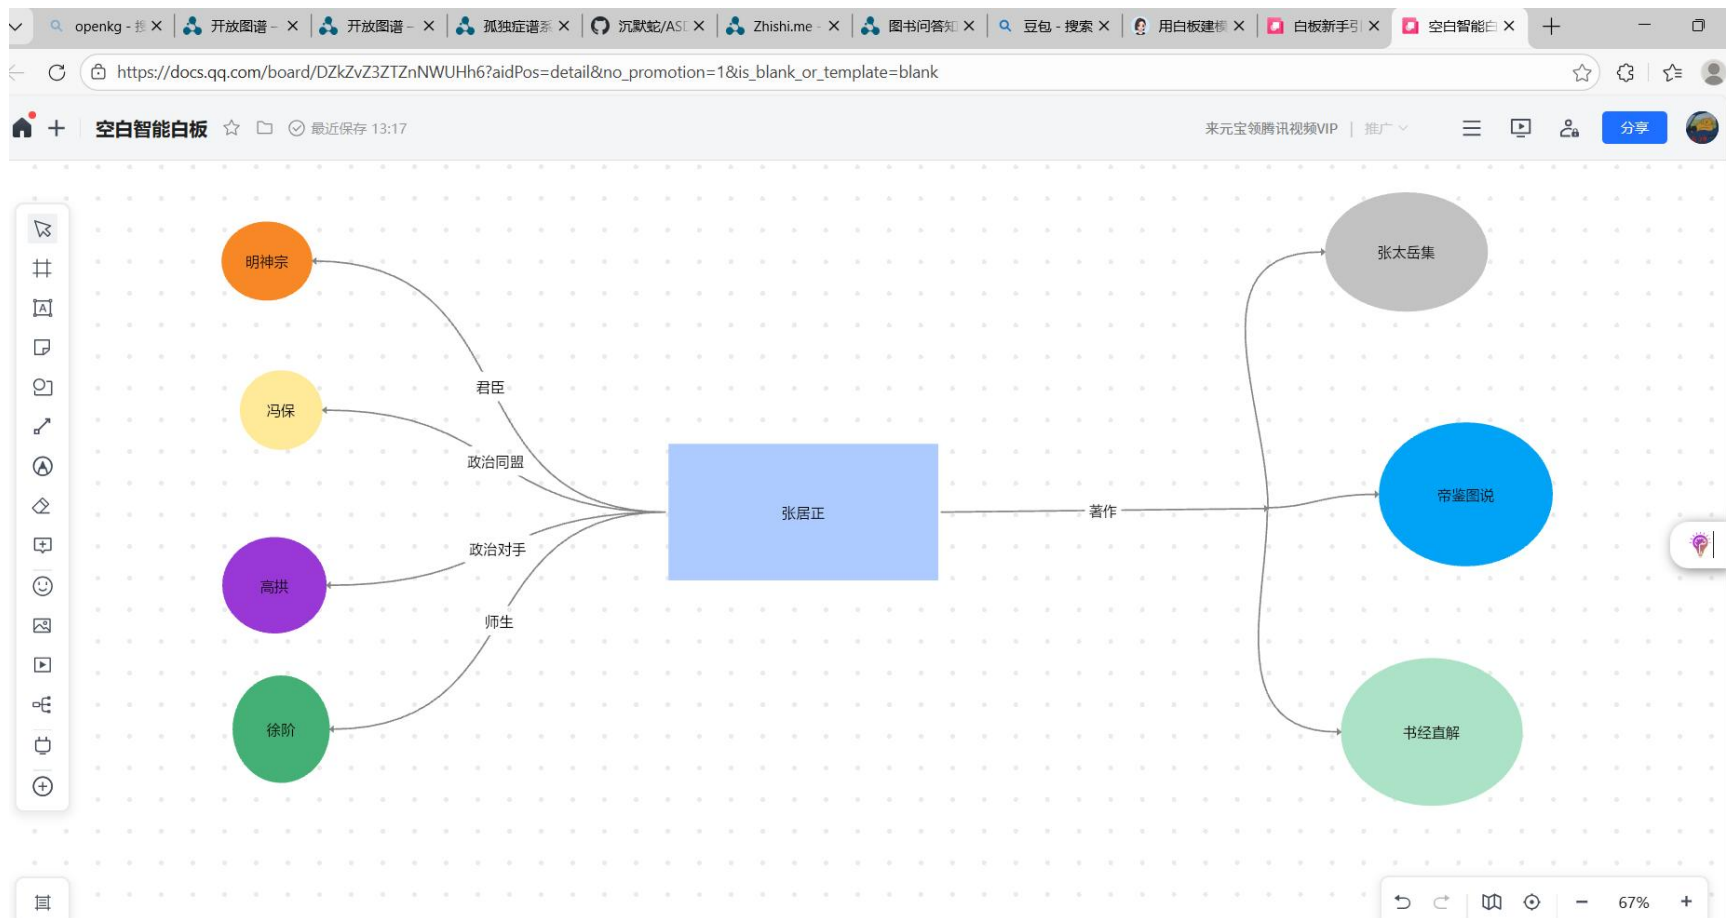 openkg - 搜
开放图谱 –
开放图谱 –
孤独症谱系
沉默蛇/ASD
Zhishi.me -
图书问答知
豆包 - 搜索
用白板建模
白板新手引
空白智能白
https://docs.qq.com/board/DZkZvZ3ZTZnNWUHh6?aidPos=detail&no_promotion=1&is_blank_or_template=blank
空白智能白板
最近保存 13:17
来元宝领腾讯视频VIP
推广
分享
明神宗
张太岳集
君臣
冯保
政治同盟
帝鉴图说
张居正
著作
政治对手
高拱
师生
徐阶
书经直解
67%